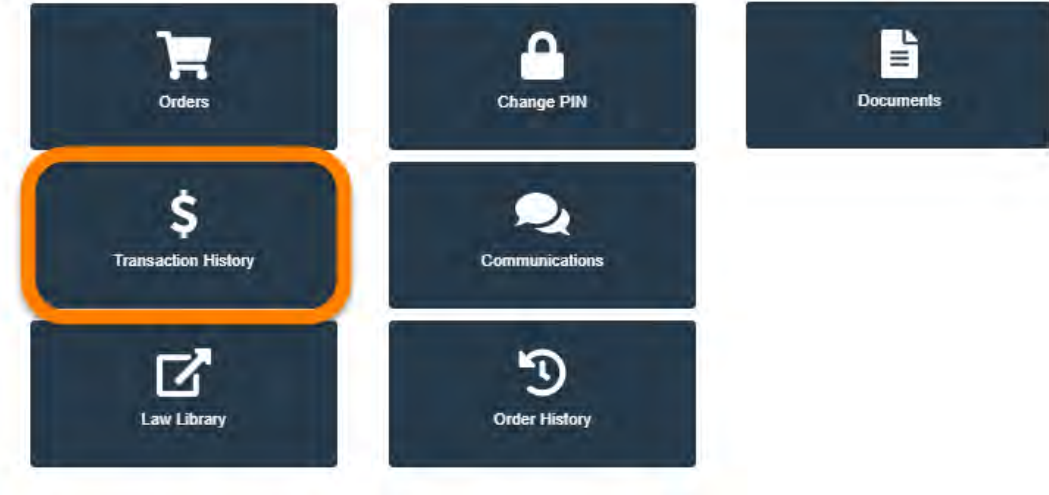 Orders
Change PIN
Documents
Transaction History
Communications
Law Library
Order History